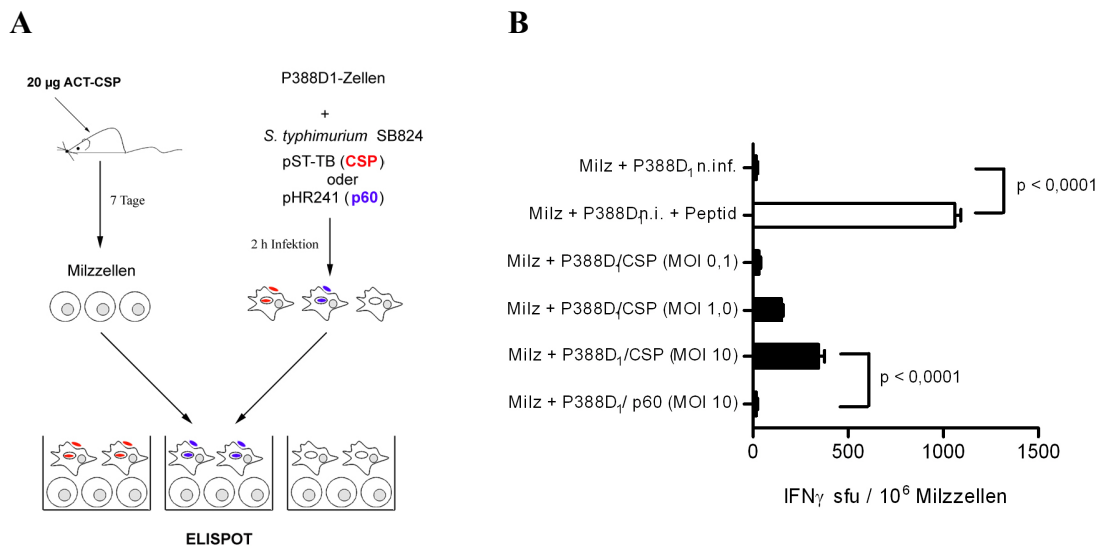 A
20 µg ACT-CSP
7 Tage
Milzzellen
P388D1-Zellen
+
S. typhimurium SB824
pST-TB (CSP)
oder
pHR241 (p60)
2 h Infektion
ELISPOT
B
Milz + P388D1 n.inf.
Milz + P388D1n.i. + Peptid
Milz + P388D1/CSP (MOI 0,1)
Milz + P388D1/CSP (MOI 1,0)
Milz + P388D1/CSP (MOI 10)
Milz + P388D1/ p60 (MOI 10)
p < 0,0001
p < 0,0001
0 500 1000 1500
IFNγ sfu / 10⁶ Milzzellen